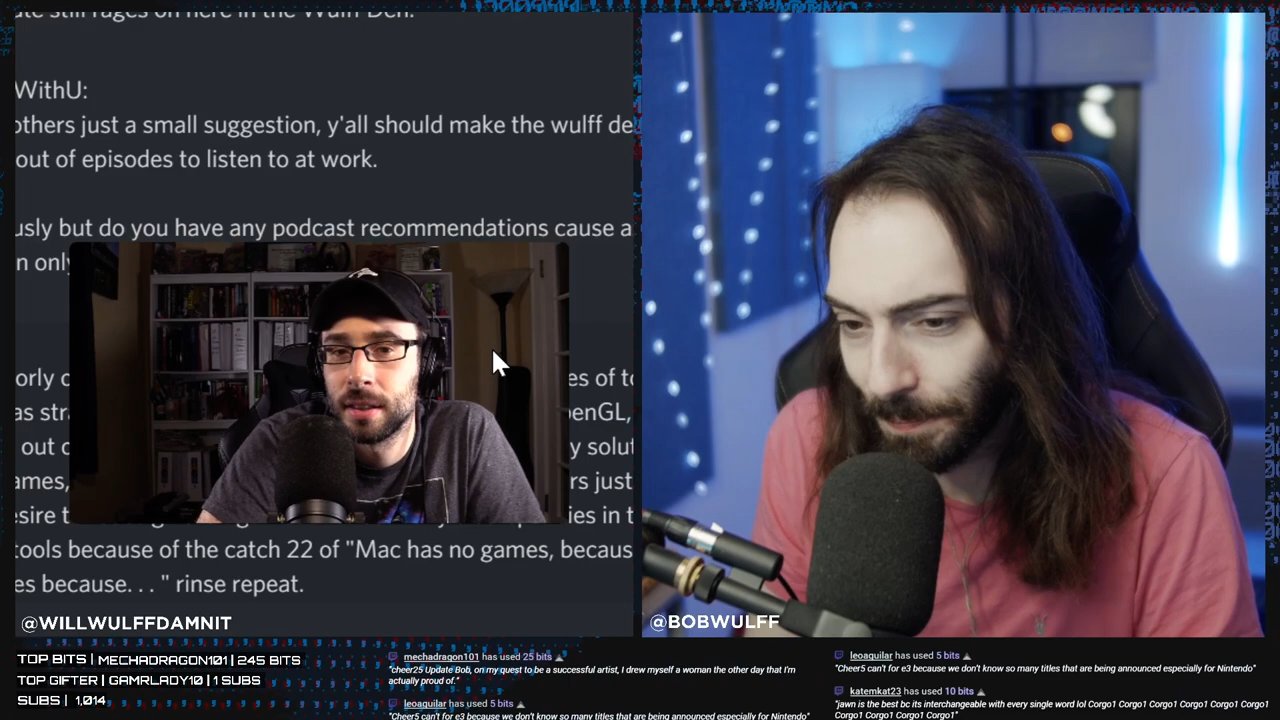 ate still rages on here in the Wulff Den.
WithU:
others just a small suggestion, y'all should make the wulff de
out of episodes to listen to at work.
usly but do you have any podcast recommendations cause a
n only
orly c
es of to
as stra
penGL,
out o
y solut
ames,
rs just
esire t
ies in t
tools because of the catch 22 of "Mac has no games, becaus
es because. . . " rinse repeat.
@WILLWULFFDAMNIT
@BOBWULFF
TOP BITS | MECHADRAGON101 | 245 BITS
TOP GIFTER | GAMRLADY10 | 1 SUBS
SUBS | 1,014
mechadragon101 has used 25 bits
"cheer25 Update Bob, on my quest to be a successful artist, I drew myself a woman the other day that I'm
actually proud of."
leoaquilar has used 5 bits
"Cheer5 can't for e3 because we don't know so many titles that are being announced especially for Nintendo"
leoaquilar has used 5 bits
"Cheer5 can't for e3 because we don't know so many titles that are being announced especially for Nintendo"
katemkat23 has used 10 bits
"jawn is the best bc its interchangeable with every single word lol Corgo1 Corgo1 Corgo1 Corgo1 Corgo1 Corgo1
Corgo1 Corgo1 Corgo1 Corgo1"